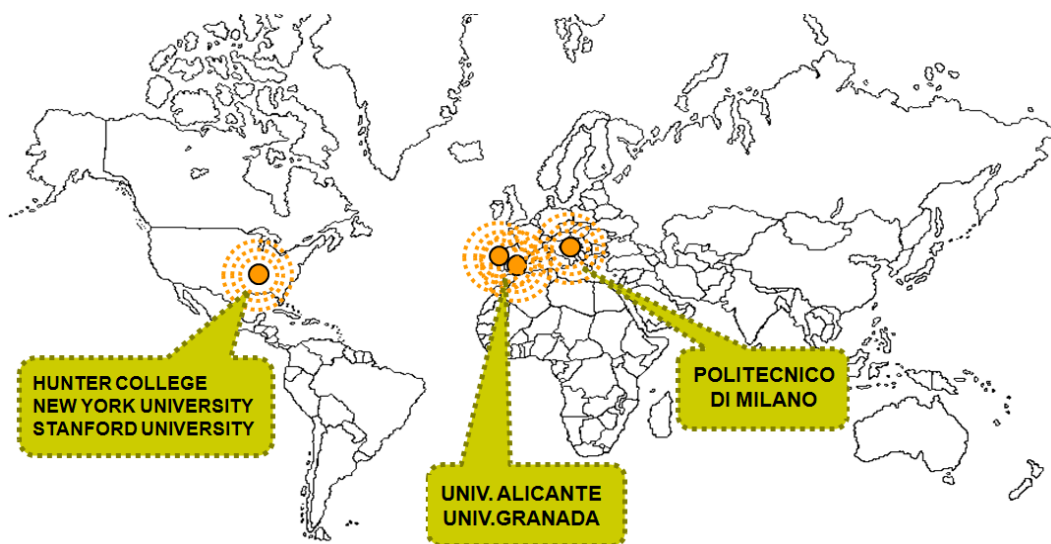 HUNTER COLLEGE
NEW YORK UNIVERSITY
STANFORD UNIVERSITY
POLITECNICO
DI MILANO
UNIV. ALICANTE
UNIV.GRANADA